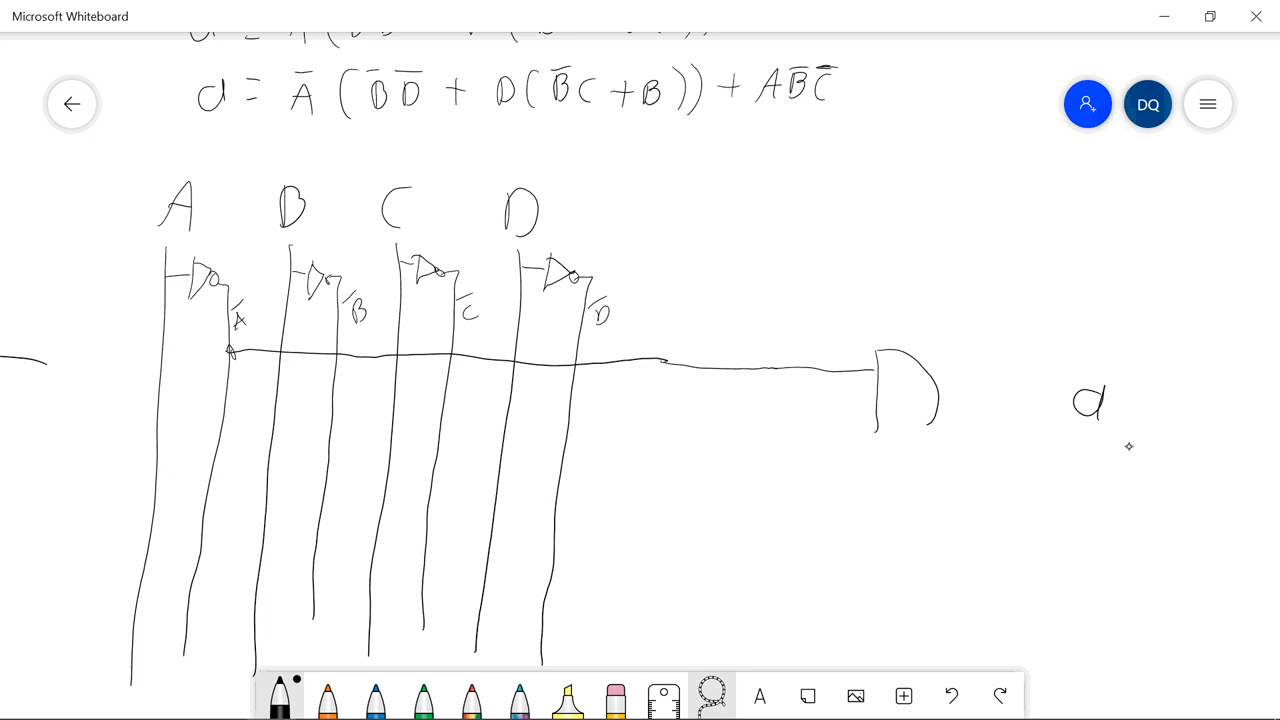 Microsoft Whiteboard
d = A̅ ( B̅ D̅ + D ( B̅ C + B ) ) + A B̅ C̅
DQ
A B C D
A̅ B̅ C̅ D̅
d
A